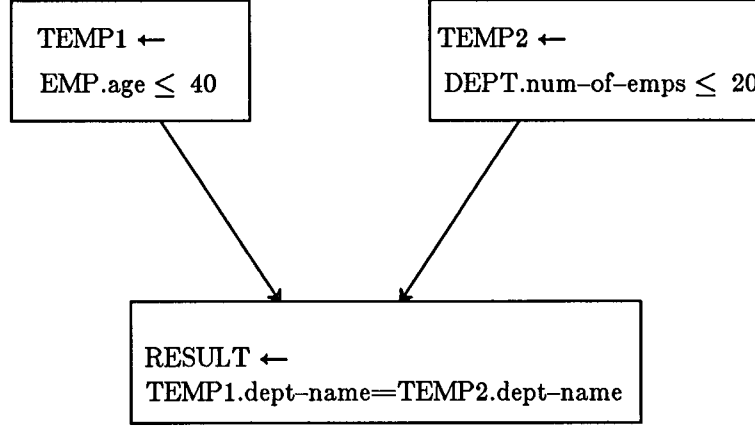 TEMP1 ←
EMP.age ≤ 40
TEMP2 ←
DEPT.num–of–emps ≤ 20
RESULT ←
TEMP1.dept–name==TEMP2.dept–name